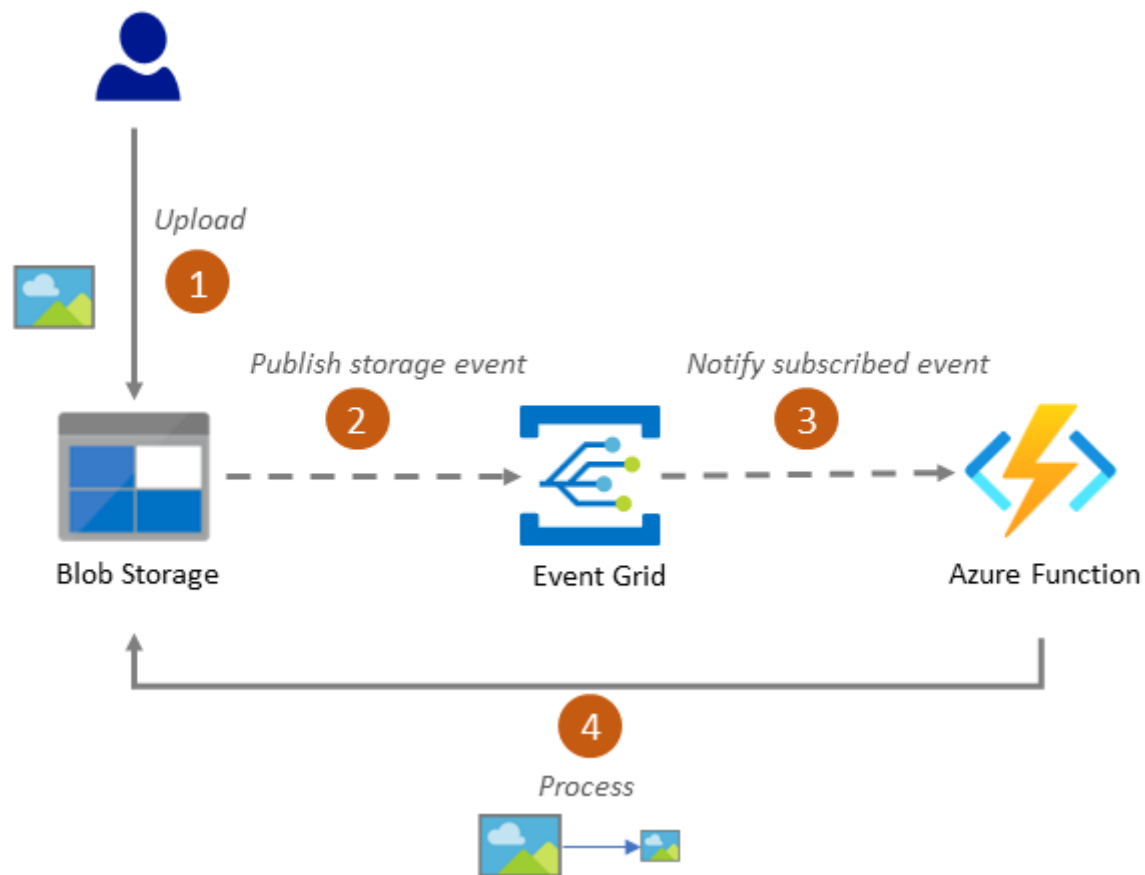 Upload
1
Publish storage event
Notify subscribed event
2
3
Blob Storage
Event Grid
Azure Function
4
Process